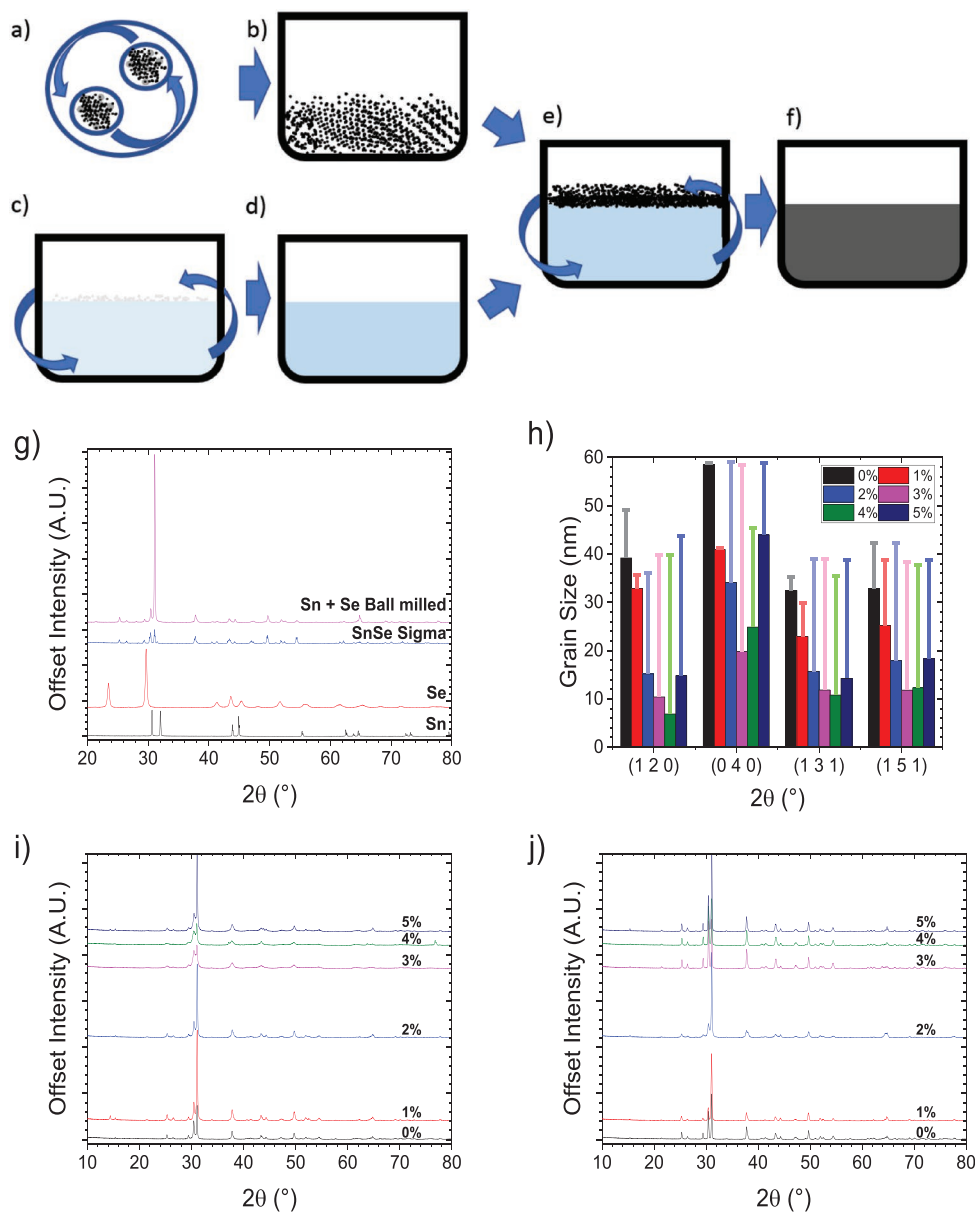 a)
b)
c)
d)
e)
f)
g)
Offset Intensity (A.U.)
Sn + Se Ball milled
SnSe Sigma
Se
Sn
20 30 40 50 60 70 80
2θ (°)
h)
Grain Size (nm)
60
50
40
30
20
10
0
0% 1%
2% 3%
4% 5%
(1 2 0) (0 4 0) (1 3 1) (1 5 1)
2θ (°)
i)
Offset Intensity (A.U.)
5%
4%
3%
2%
1%
0%
10 20 30 40 50 60 70 80
2θ (°)
j)
Offset Intensity (A.U.)
5%
4%
3%
2%
1%
0%
10 20 30 40 50 60 70 80
2θ (°)